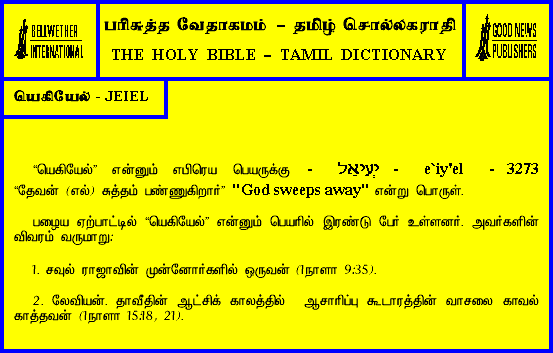 BELLWETHER
INTERNATIONAL
பரிசுத்த வேதாகமம் – தமிழ் சொல்லகராதி
THE HOLY BIBLE – TAMIL DICTIONARY
GOOD NEWS
PUBLISHERS
யெகியேல் - JEIEL
“யெகியேல்” என்னும் எபிரெய பெயருக்கு - יְעִיאֵל - e`iy'el - 3273
“தேவன் (எல்) சுத்தம் பண்ணுகிறார்” "God sweeps away" என்று பொருள்.
பழைய ஏற்பாட்டில் “யெகியேல்” என்னும் பெயரில் இரண்டு பேர் உள்ளனர். அவர்களின்
விவரம் வருமாறு:
1. சவுல் ராஜாவின் முன்னோர்களில் ஒருவன் (1நாளா 9:35).
2. லேவியன். தாவீதின் ஆட்சிக் காலத்தில் ஆசாரிப்பு கூடாரத்தின் வாசலை காவல்
காத்தவன் (1நாளா 15:18, 21).